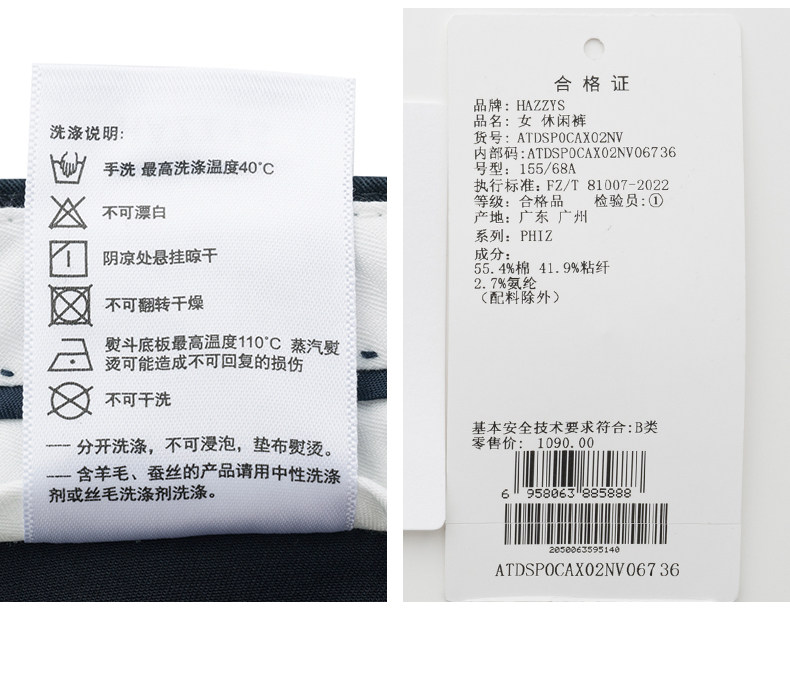 洗涤说明:
手洗 最高洗涤温度40°C
不可漂白
阴凉处悬挂晾干
不可翻转干燥
熨斗底板最高温度110°C 蒸汽熨
烫可能造成不可回复的损伤
不可干洗
── 分开洗涤，不可浸泡，垫布熨烫。
── 含羊毛、蚕丝的产品请用中性洗涤
剂或丝毛洗涤剂洗涤。
合格证
品牌: HAZZYS
品名: 女 休闲裤
货号: ATDSP0CAX02NV
内部码:ATDSP0CAX02NV06736
号型: 155/68A
执行标准: FZ/T 81007-2022
等级: 合格品 检验员:①
产地: 广东 广州
系列: PHIZ
成分:
55.4%棉 41.9%粘纤
2.7%氨纶
（配料除外）
基本安全技术要求符合:B类
零售价: 1090.00
6 958063 885888
2050063595140
ATDSP0CAX02NV06736